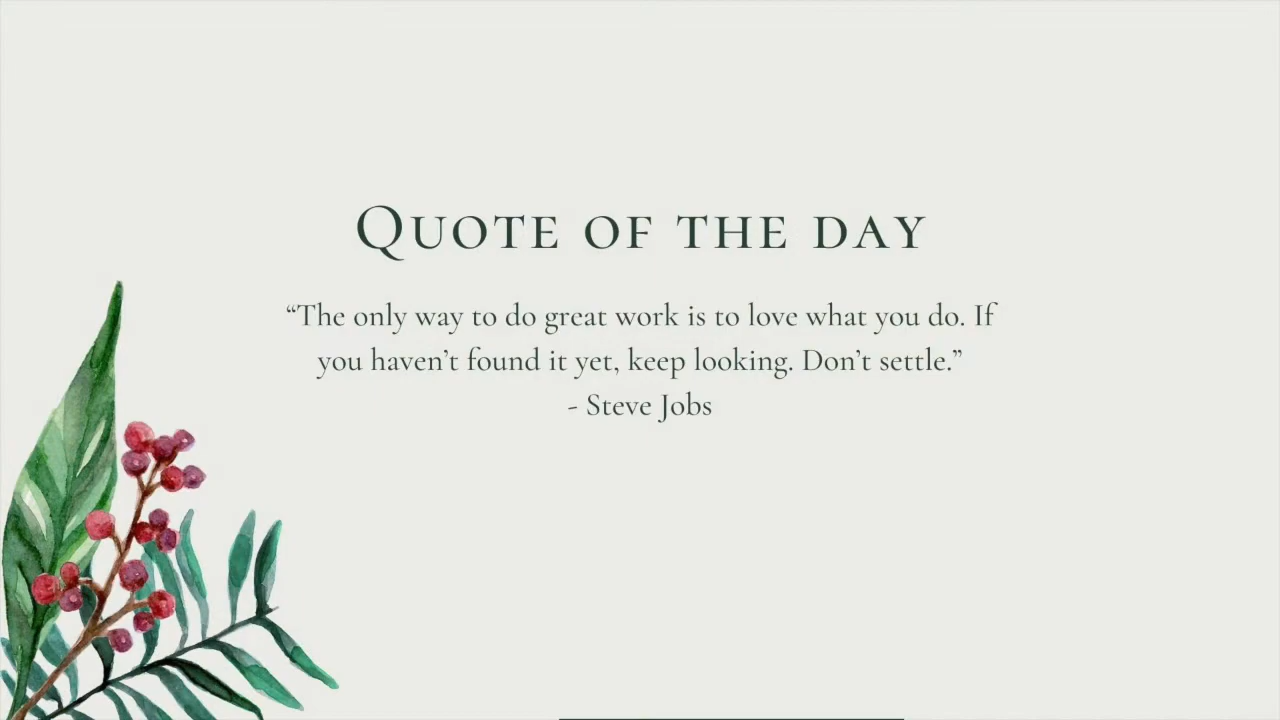 Quote of the day
“The only way to do great work is to love what you do. If
you haven’t found it yet, keep looking. Don’t settle.”
- Steve Jobs